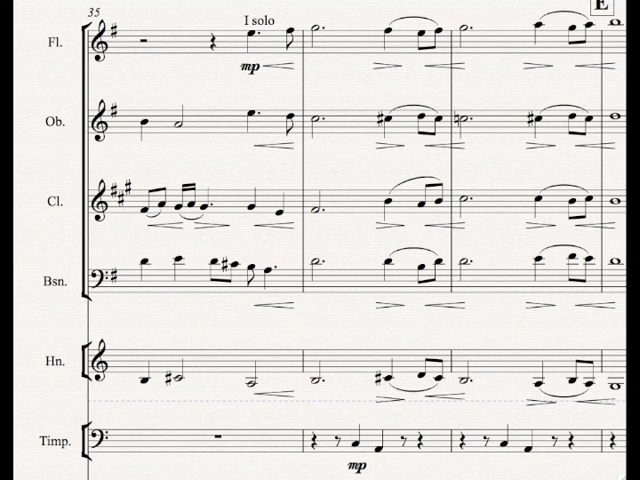 E
35
I solo
Fl.
mp
Ob.
Cl.
Bsn.
Hn.
Timp.
mp